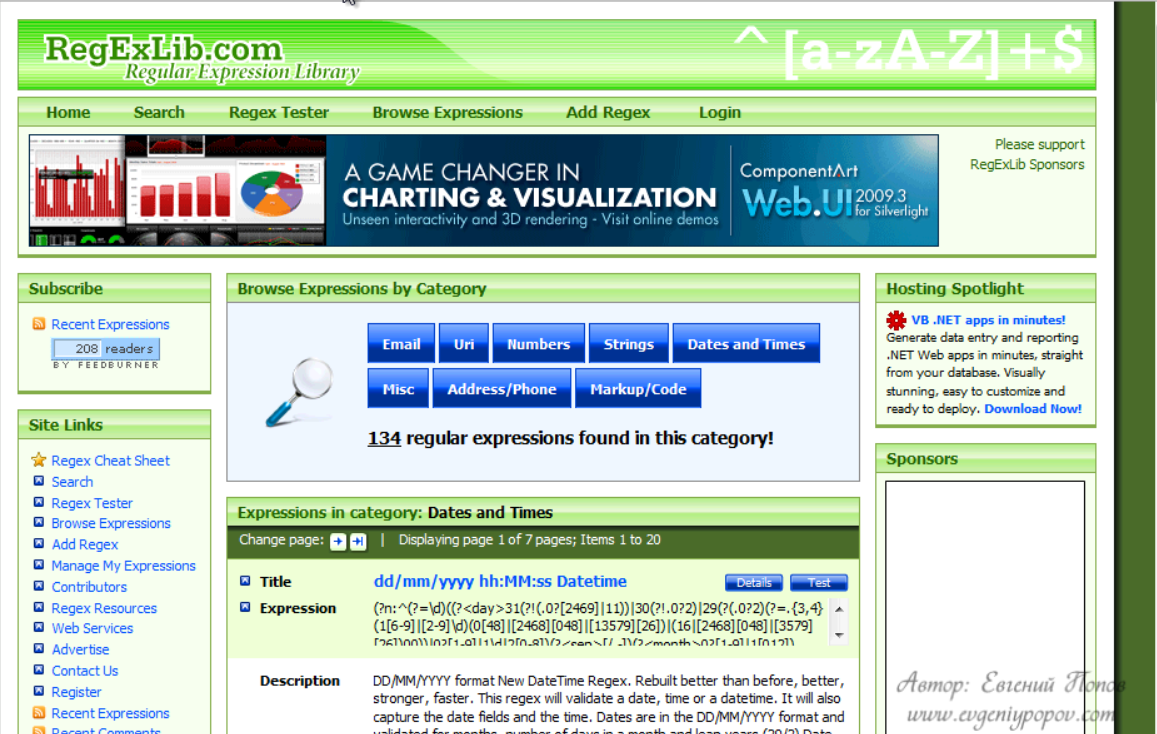 RegExLib.com
Regular Expression Library
^[a-zA-Z]+$
Home Search Regex Tester Browse Expressions Add Regex Login
A GAME CHANGER IN
CHARTING & VISUALIZATION
Unseen interactivity and 3D rendering - Visit online demos
ComponentArt
Web.UI 2009.3
for Silverlight
Please support
RegExLib Sponsors
Subscribe
Recent Expressions
208 readers
BY FEEDBURNER
Site Links
Regex Cheat Sheet
Search
Regex Tester
Browse Expressions
Add Regex
Manage My Expressions
Contributors
Regex Resources
Web Services
Advertise
Contact Us
Register
Recent Expressions
Recent Comments
Browse Expressions by Category
Email Uri Numbers Strings Dates and Times
Misc Address/Phone Markup/Code
134 regular expressions found in this category!
Expressions in category: Dates and Times
Change page: | Displaying page 1 of 7 pages; Items 1 to 20
Title dd/mm/yyyy hh:MM:ss Datetime Details Test
Expression (?n:^(?=\d)((?<day>31(?!(.0?[2469]|11))|30(?!.0?2)|29(?(.0?2)(?=.{3,4}
(1[6-9]|[2-9]\d)(0[48]|[2468][048]|[13579][26])|(16|[2468][048]|[3579]
[26])00))|0?[1-9]|1\d|2[0-8])(?<sep>[/.-])(?<month>0?[1-9]|1[012])
Description DD/MM/YYYY format New DateTime Regex. Rebuilt better than before, better,
stronger, faster. This regex will validate a date, time or a datetime. It will also
capture the date fields and the time. Dates are in the DD/MM/YYYY format and
validated for months, number of days in a month and leap years (29/2) Date
Hosting Spotlight
VB .NET apps in minutes!
Generate data entry and reporting
.NET Web apps in minutes, straight
from your database. Visually
stunning, easy to customize and
ready to deploy. Download Now!
Sponsors
Автор: Евгений Попов
www.evgeniypopov.com